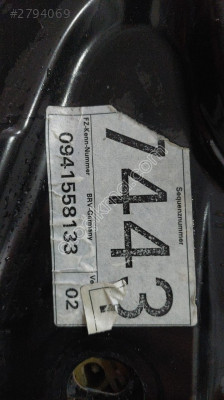 #2794069
Sequenznummer
7443
FZ-Kenn-Nummer
BRV-Germany
0941558133
02